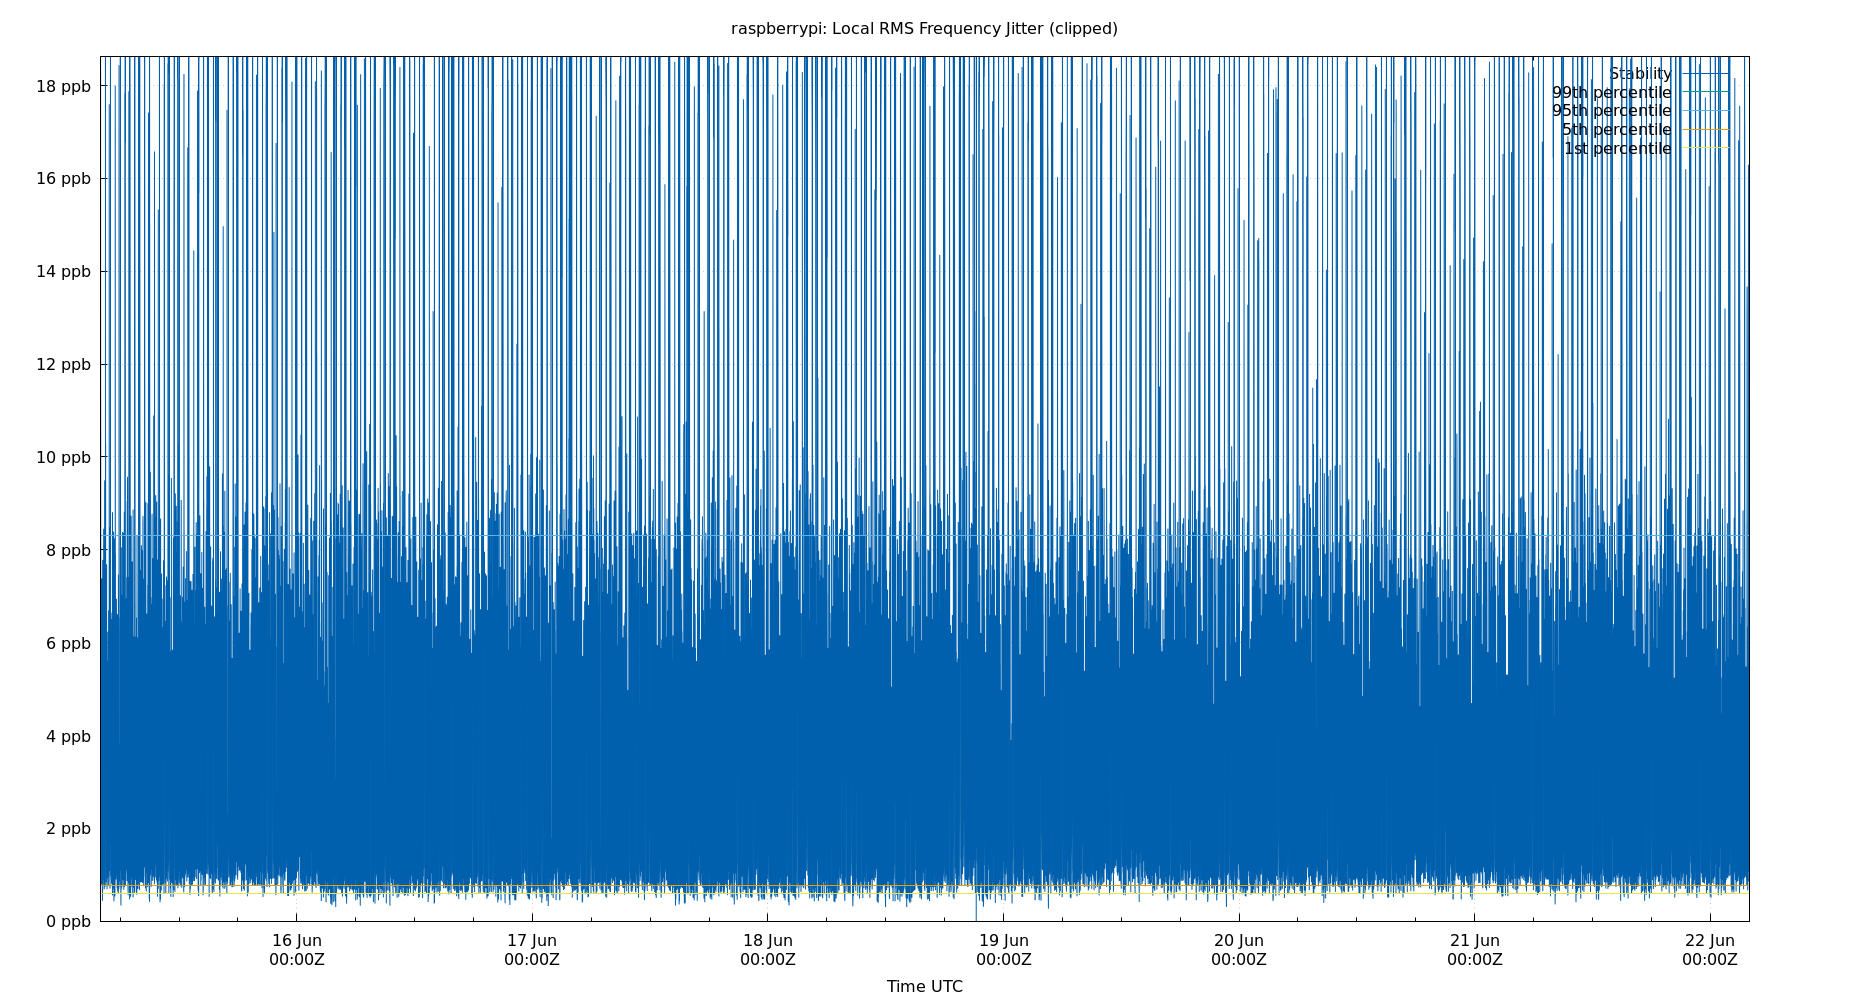 raspberrypi: Local RMS Frequency Jitter (clipped)
18 ppb
16 ppb
14 ppb
12 ppb
10 ppb
8 ppb
6 ppb
4 ppb
2 ppb
0 ppb
Stability
99th percentile
95th percentile
5th percentile
1st percentile
16 Jun 17 Jun 18 Jun 19 Jun 20 Jun 21 Jun 22 Jun
00:00Z 00:00Z 00:00Z 00:00Z 00:00Z 00:00Z 00:00Z
Time UTC